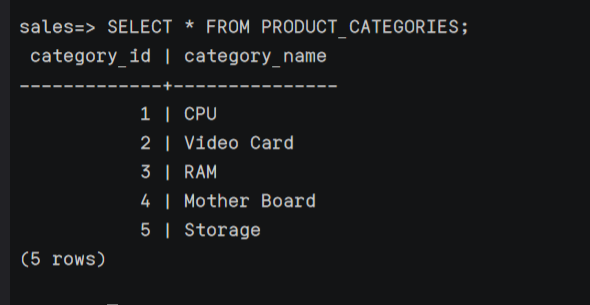 sales=> SELECT * FROM PRODUCT_CATEGORIES;
 category_id | category_name
-------------+---------------
           1 | CPU
           2 | Video Card
           3 | RAM
           4 | Mother Board
           5 | Storage
(5 rows)